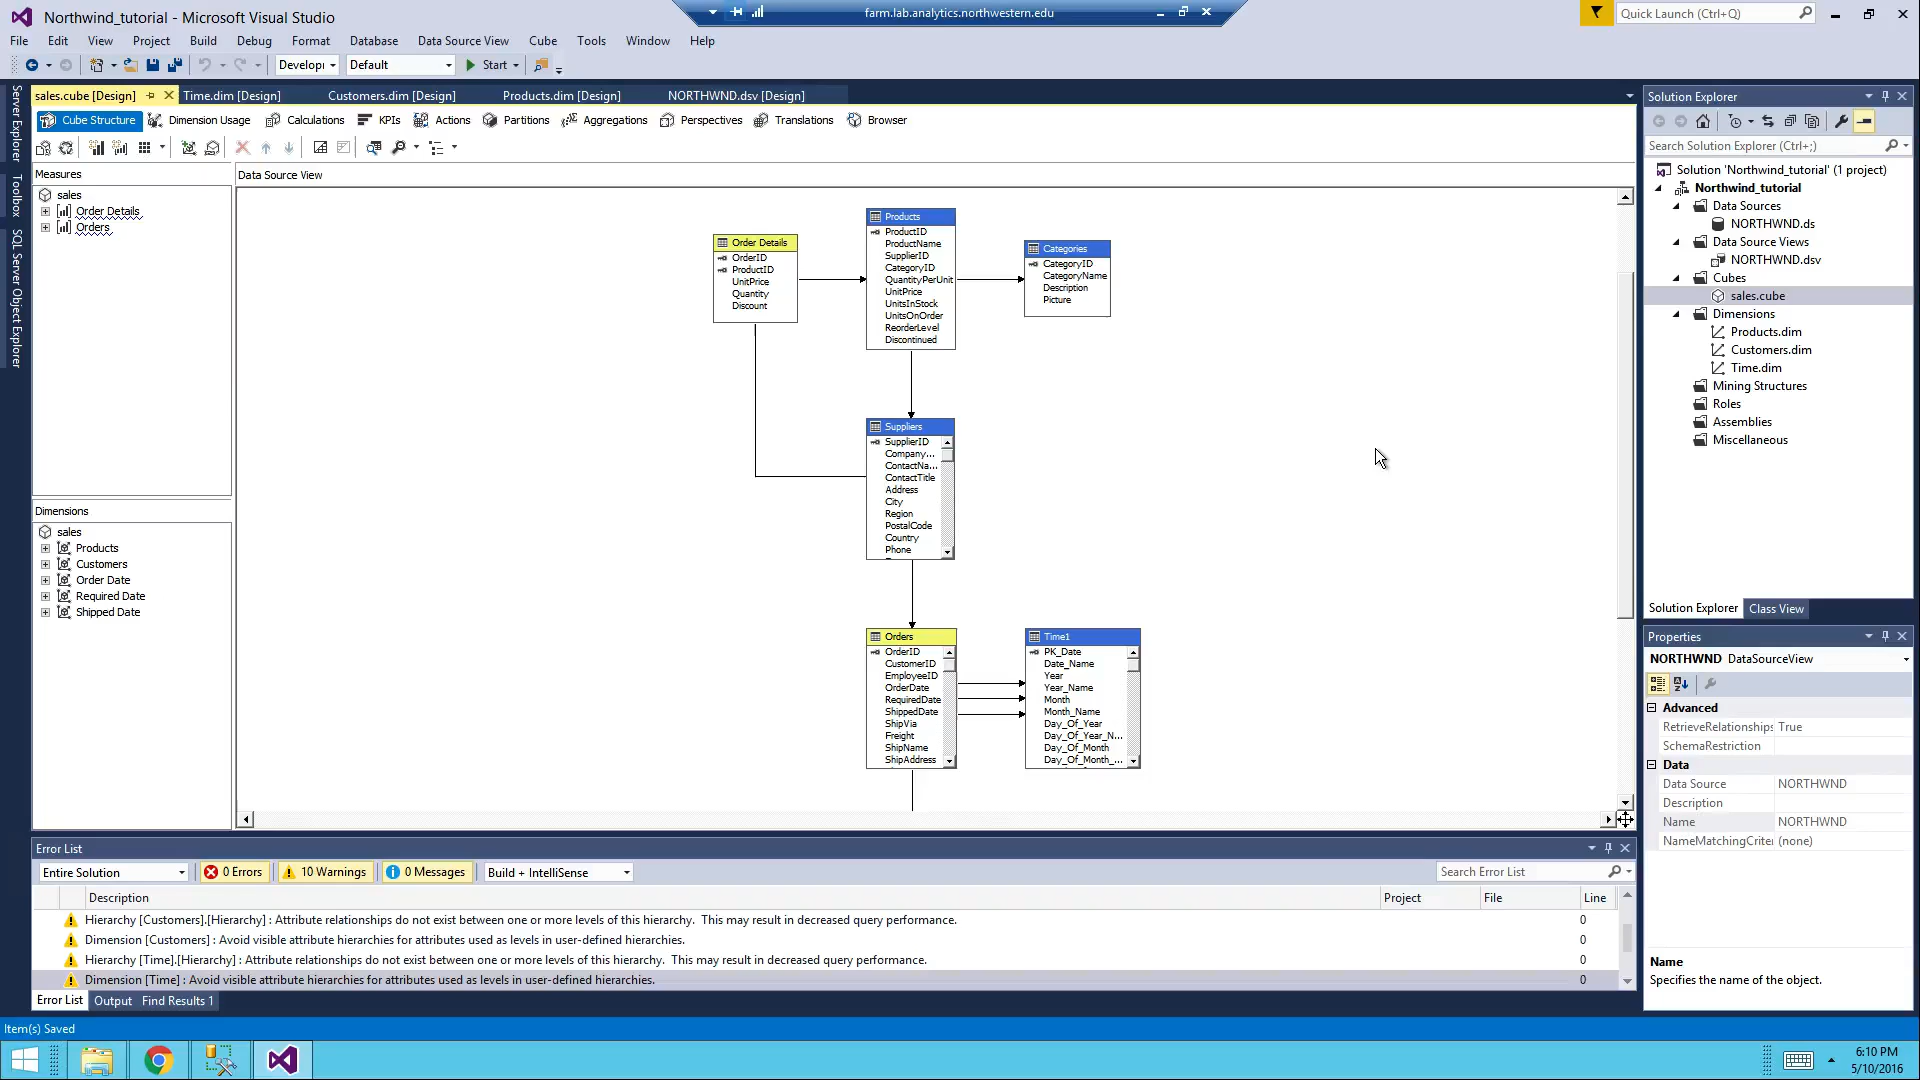 Northwind_tutorial - Microsoft Visual Studio
farm.lab.analytics.northwestern.edu
Quick Launch (Ctrl+Q)
File Edit View Project Build Debug Format Database Data Source View Cube Tools Window Help
Developı Default Start
sales.cube [Design] Time.dim [Design] Customers.dim [Design] Products.dim [Design] NORTHWND.dsv [Design]
Cube Structure Dimension Usage Calculations KPIs Actions Partitions Aggregations Perspectives Translations Browser
Server Explorer
Toolbox
SQL Server Object Explorer
Measures
sales
Order Details
Orders
Dimensions
sales
Products
Customers
Order Date
Required Date
Shipped Date
Data Source View
Order Details
OrderID
ProductID
UnitPrice
Quantity
Discount
Products
ProductID
ProductName
SupplierID
CategoryID
QuantityPerUnit
UnitPrice
UnitsInStock
UnitsOnOrder
ReorderLevel
Discontinued
Categories
CategoryID
CategoryName
Description
Picture
Suppliers
SupplierID
Company...
ContactNa...
ContactTitle
Address
City
Region
PostalCode
Country
Phone
Orders
OrderID
CustomerID
EmployeeID
OrderDate
RequiredDate
ShippedDate
ShipVia
Freight
ShipName
ShipAddress
Time1
PK_Date
Date_Name
Year
Year_Name
Month
Month_Name
Day_Of_Year
Day_Of_Year_N...
Day_Of_Month
Day_Of_Month_...
Solution Explorer
Search Solution Explorer (Ctrl+;)
Solution 'Northwind_tutorial' (1 project)
Northwind_tutorial
Data Sources
NORTHWND.ds
Data Source Views
NORTHWND.dsv
Cubes
sales.cube
Dimensions
Products.dim
Customers.dim
Time.dim
Mining Structures
Roles
Assemblies
Miscellaneous
Solution Explorer Class View
Properties
NORTHWND DataSourceView
Advanced
RetrieveRelationships True
SchemaRestriction
Data
Data Source NORTHWND
Description
Name NORTHWND
NameMatchingCriter (none)
Name
Specifies the name of the object.
Error List
Entire Solution 0 Errors 10 Warnings 0 Messages Build + IntelliSense Search Error List
Description Project File Line
Hierarchy [Customers].[Hierarchy] : Attribute relationships do not exist between one or more levels of this hierarchy.  This may result in decreased query performance. 0
Dimension [Customers] : Avoid visible attribute hierarchies for attributes used as levels in user-defined hierarchies. 0
Hierarchy [Time].[Hierarchy] : Attribute relationships do not exist between one or more levels of this hierarchy.  This may result in decreased query performance. 0
Dimension [Time] : Avoid visible attribute hierarchies for attributes used as levels in user-defined hierarchies. 0
Error List Output Find Results 1
Item(s) Saved
6:10 PM
5/10/2016